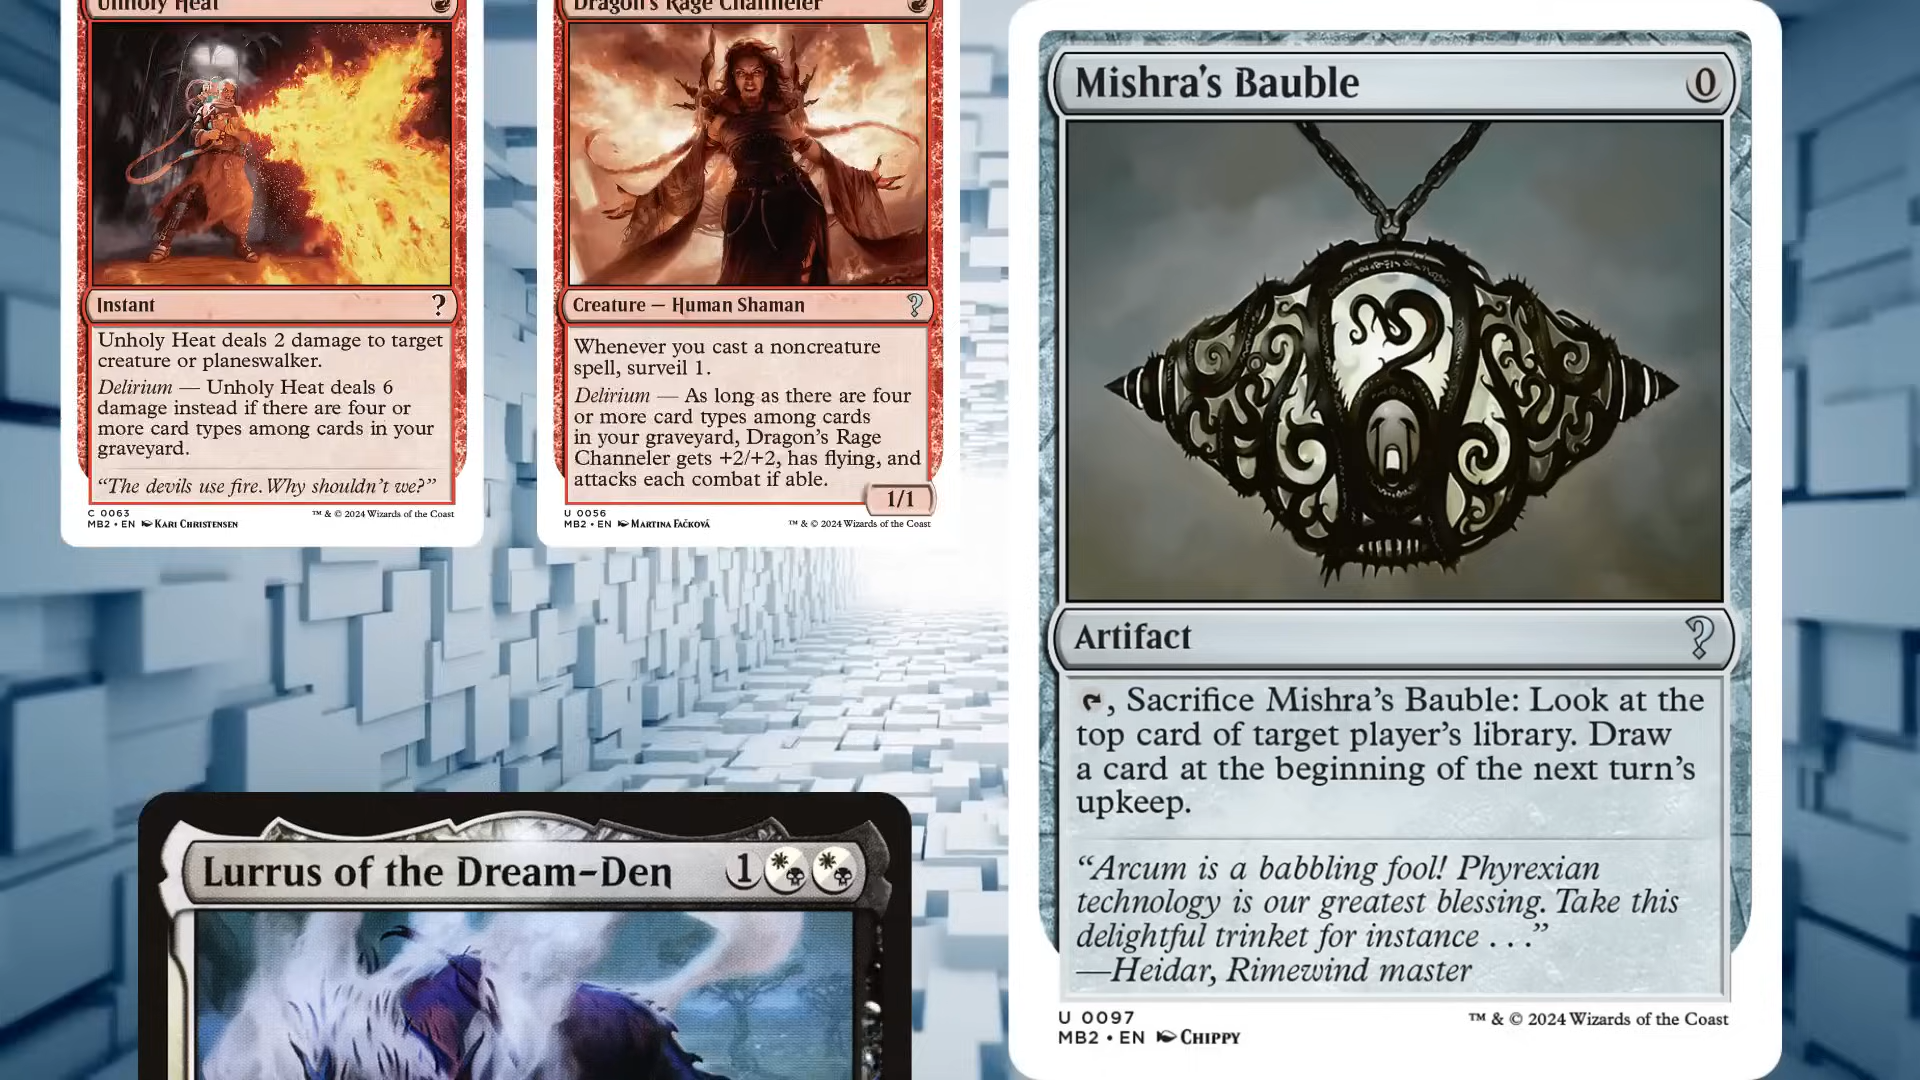 Unholy Heat
Instant
Unholy Heat deals 2 damage to target
creature or planeswalker.
Delirium — Unholy Heat deals 6
damage instead if there are four or
more card types among cards in your
graveyard.
“The devils use fire. Why shouldn’t we?”
C 0063
MB2 • EN KARI CHRISTENSEN
™ & © 2024 Wizards of the Coast
Dragon’s Rage Channeler
Creature — Human Shaman
Whenever you cast a noncreature
spell, surveil 1.
Delirium — As long as there are four
or more card types among cards
in your graveyard, Dragon’s Rage
Channeler gets +2/+2, has flying, and
attacks each combat if able.
1/1
U 0056
MB2 • EN MARTINA FAČKOVÁ
™ & © 2024 Wizards of the Coast
Mishra’s Bauble 0
Artifact
, Sacrifice Mishra’s Bauble: Look at the
top card of target player’s library. Draw
a card at the beginning of the next turn’s
upkeep.
“Arcum is a babbling fool! Phyrexian
technology is our greatest blessing. Take this
delightful trinket for instance . . .”
—Heidar, Rimewind master
U 0097
MB2 • EN CHIPPY
™ & © 2024 Wizards of the Coast
Lurrus of the Dream-Den 1